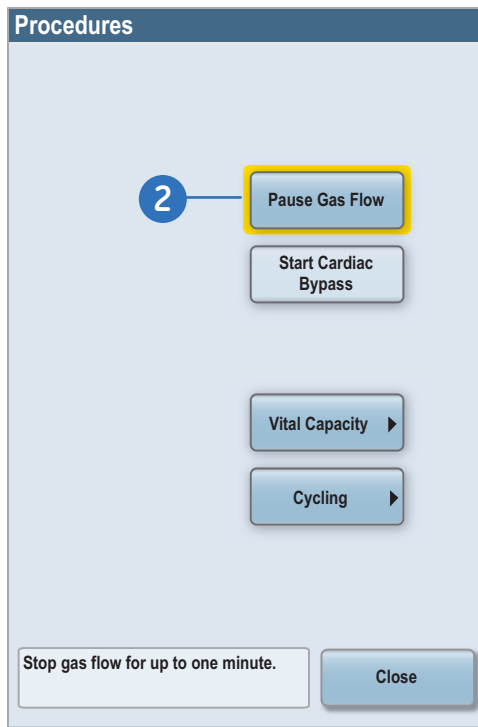 Procedures
2
Pause Gas Flow
Start Cardiac
Bypass
Vital Capacity
Cycling
Stop gas flow for up to one minute.
Close